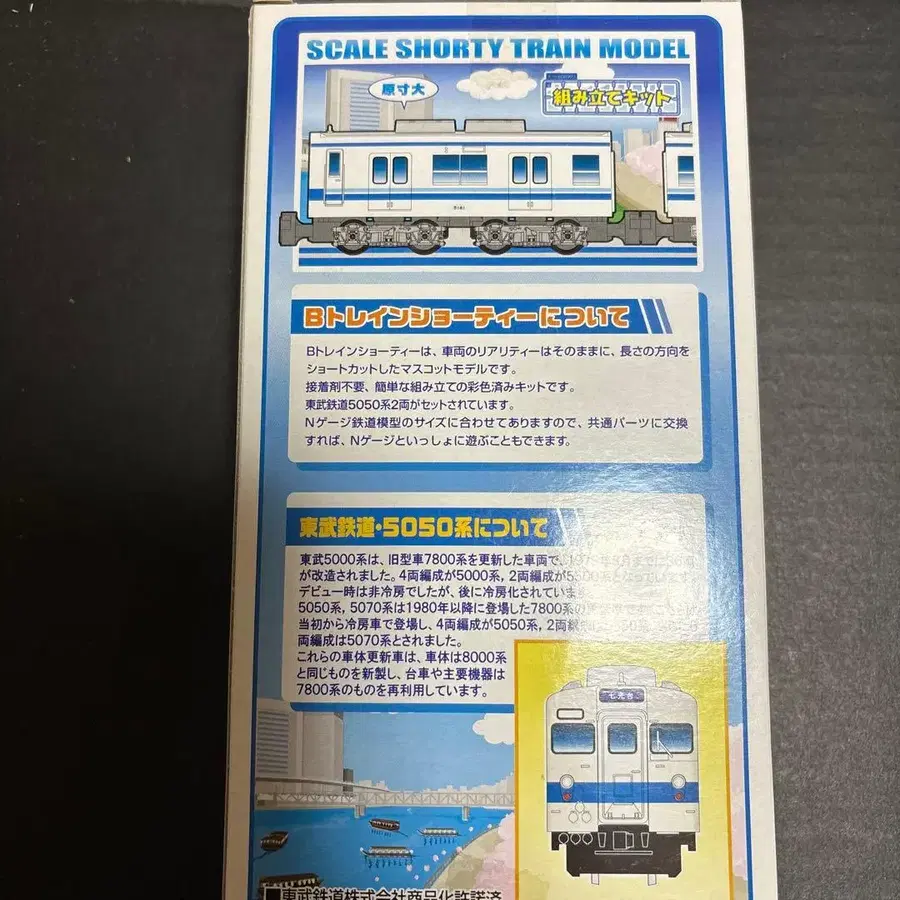 SCALE SHORTY TRAIN MODEL
原寸大
組み立てキット
Bトレインショーティーについて
Bトレインショーティーは、車両のリアリティーはそのままに、長さの方向を
ショートカットしたマスコットモデルです。
接着剤不要、簡単な組み立ての彩色済みキットです。
東武鉄道5050系2両がセットされています。
Nゲージ鉄道模型のサイズに合わせてありますので、共通パーツに交換
すれば、Nゲージといっしょに遊ぶこともできます。
東武鉄道・5050系について
東武5000系は、旧型車7800系を更新した車両で、
が改造されました。4両編成が5000系，2両編成が
デビュー時は非冷房でしたが、後に冷房化されています
5050系，5070系は1980年以降に登場した7800系の
当初から冷房車で登場し、4両編成が5050系，2両
両編成は5070系とされました。
これらの車体更新車は、車体は8000系
と同じものを新製し、台車や主要機器は
7800系のものを再利用しています。
七光台
東武鉄道株式会社商品化許諾済